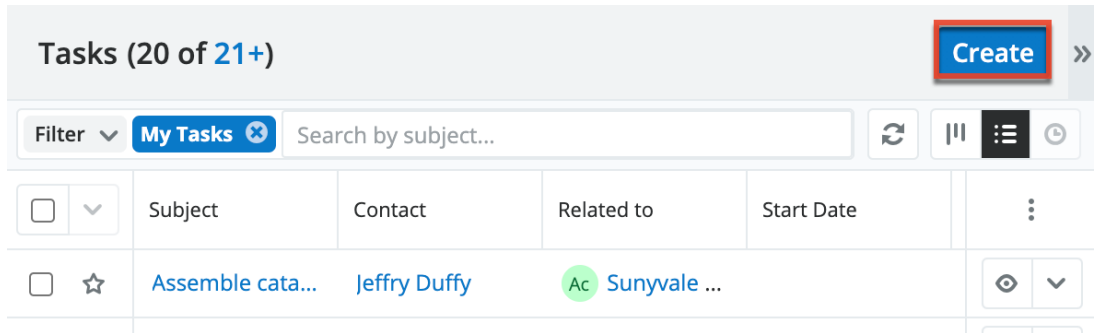 Tasks (20 of 21+)
Create
Filter My Tasks Search by subject...
Subject Contact Related to Start Date
Assemble cata... Jeffry Duffy Ac Sunyvale ...